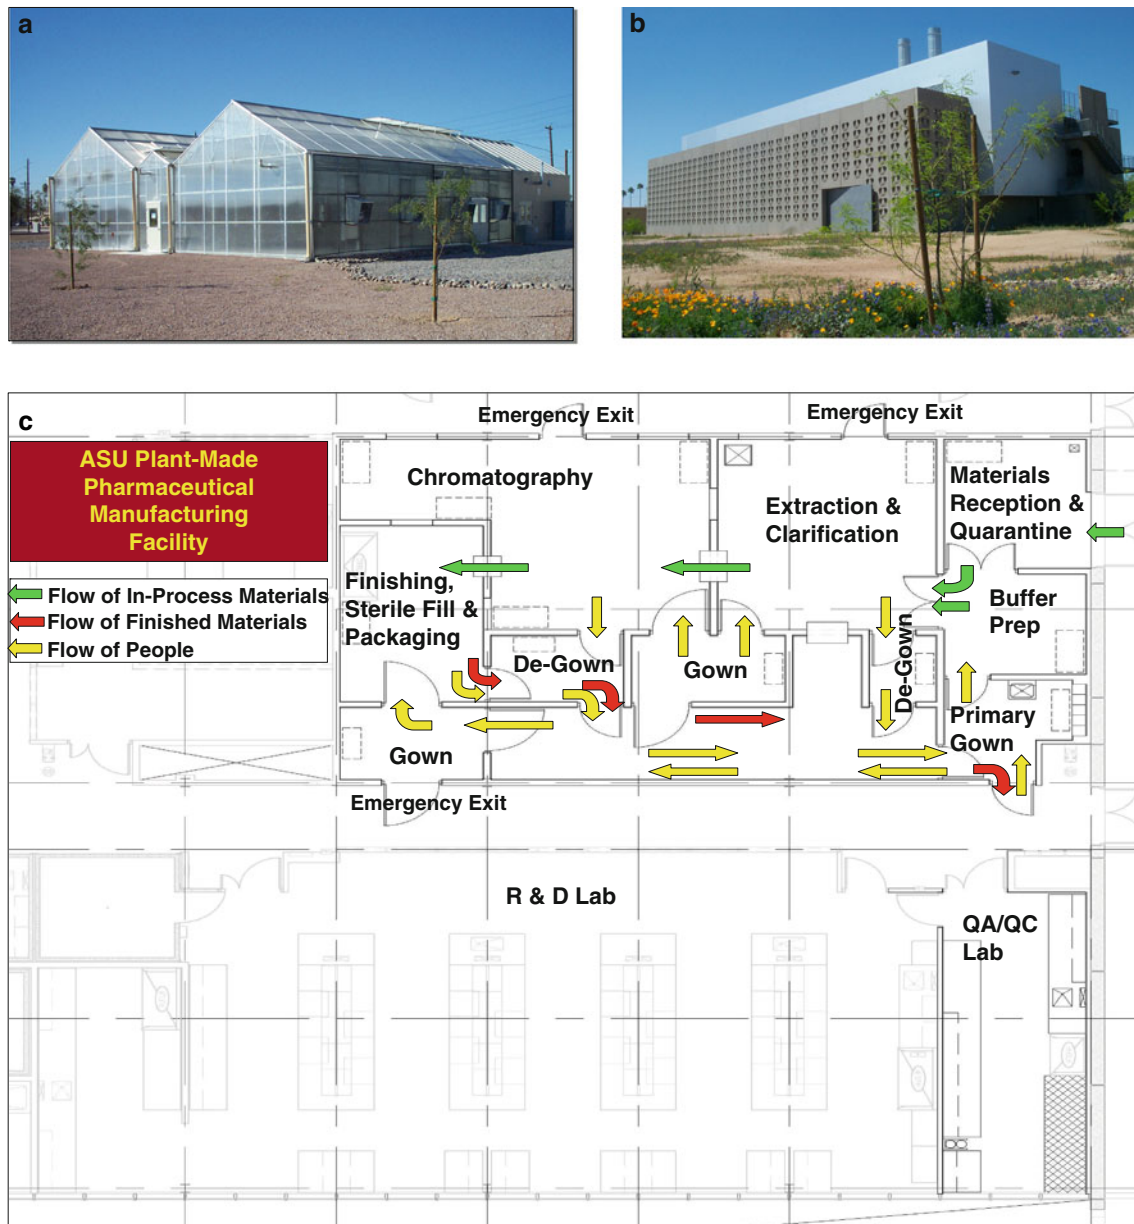 a
b
c
Emergency Exit
Emergency Exit
ASU Plant-Made
Pharmaceutical
Manufacturing
Facility
Flow of In-Process Materials
Flow of Finished Materials
Flow of People
Chromatography
Extraction &
Clarification
Materials
Reception &
Quarantine
Finishing,
Sterile Fill &
Packaging
Buffer
Prep
De-Gown
Gown
De-Gown
Primary
Gown
Gown
Emergency Exit
R & D Lab
QA/QC
Lab